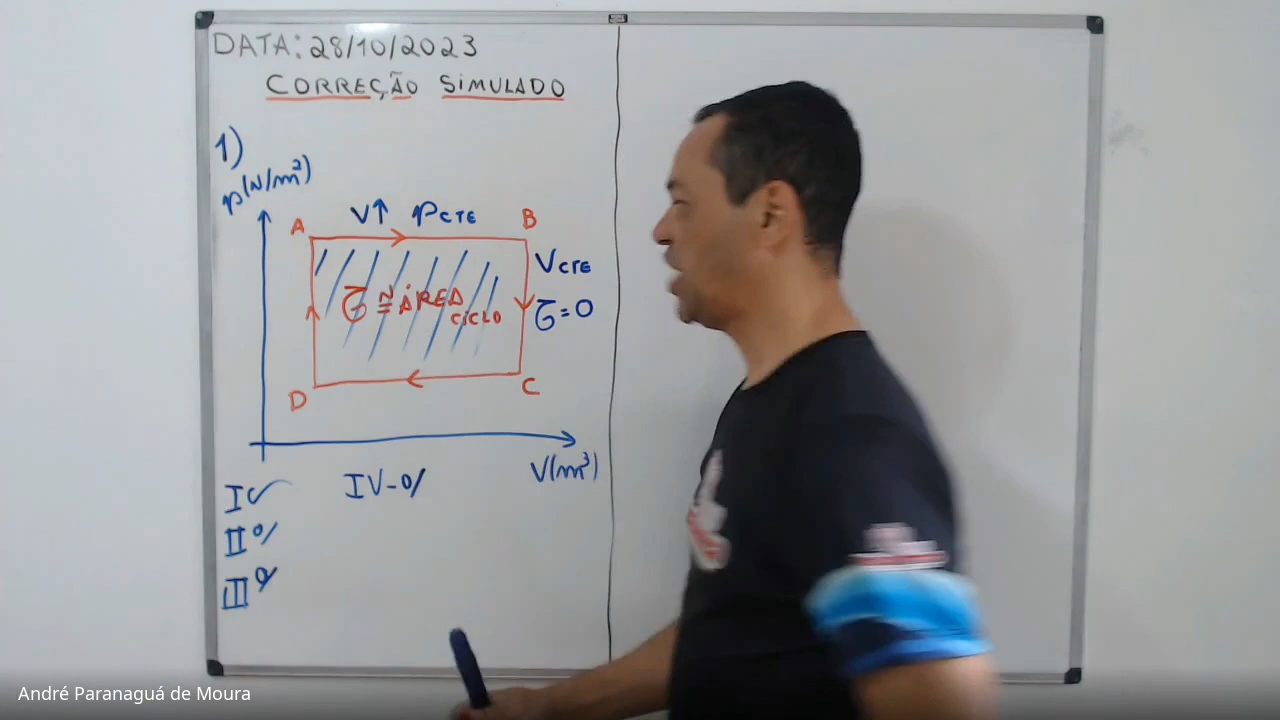 DATA: 28/10/2023
CORREÇÃO SIMULADO
1)
p(N/m²)
V↑ pCTE
A
B
VCTE
𝒵 N= ÁREA CICLO
𝒵=0
D
C
V(m³)
I
IV-
II
III
André Paranaguá de Moura